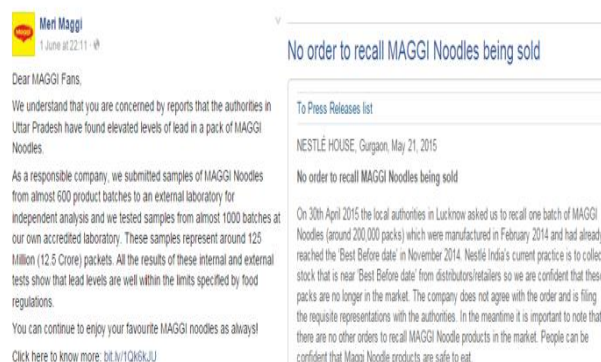 Meri Maggi
1 June at 22:11
Dear MAGGI Fans,
We understand that you are concerned by reports that the authorities in
Uttar Pradesh have found elevated levels of lead in a pack of MAGGI
Noodles.
As a responsible company, we submitted samples of MAGGI Noodles
from almost 600 product batches to an external laboratory for
independent analysis and we tested samples from almost 1000 batches at
our own accredited laboratory. These samples represent around 125
Million (12.5 Crore) packets. All the results of these internal and external
tests show that lead levels are well within the limits specified by food
regulations.
You can continue to enjoy your favourite MAGGI noodles as always!
Click here to know more: bit.ly/1Qk6kJU
No order to recall MAGGI Noodles being sold
To Press Releases list
NESTLÉ HOUSE, Gurgaon, May 21, 2015
No order to recall MAGGI Noodles being sold
On 30th April 2015 the local authorities in Lucknow asked us to recall one batch of MAGGI
Noodles (around 200,000 packs) which were manufactured in February 2014 and had already
reached the 'Best Before date' in November 2014. Nestlé India's current practice is to collect
stock that is near 'Best Before date' from distributors/retailers so we are confident that these
packs are no longer in the market. The company does not agree with the order and is filing
the requisite representations with the authorities. In the meantime it is important to note that
there are no other orders to recall MAGGI Noodle products in the market. People can be
confident that Maggi Noodle products are safe to eat.